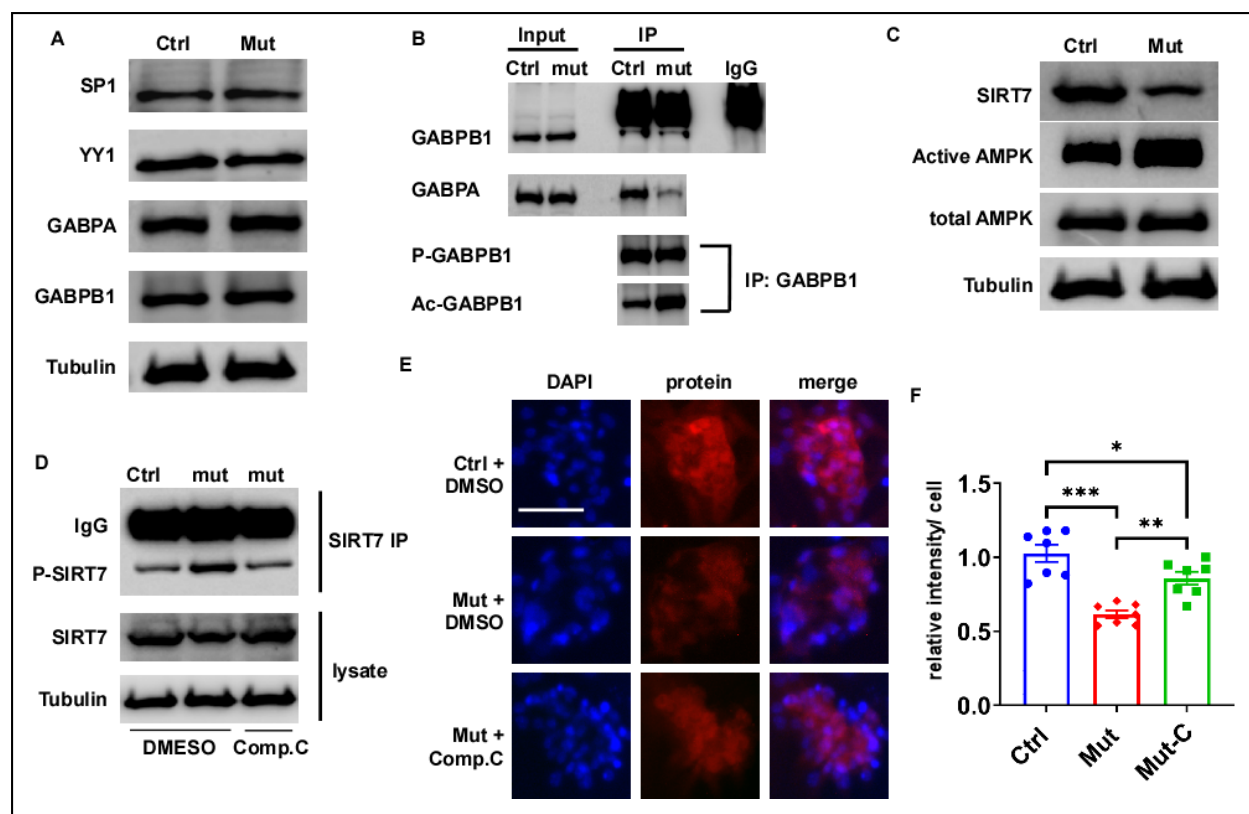 A
Ctrl Mut
SP1
YY1
GABPA
GABPB1
Tubulin
B
Input IP
Ctrl mut Ctrl mut IgG
GABPB1
GABPA
P-GABPB1
Ac-GABPB1
IP: GABPB1
C
Ctrl Mut
SIRT7
Active AMPK
total AMPK
Tubulin
D
Ctrl mut mut
IgG
P-SIRT7
SIRT7 IP
SIRT7
Tubulin
lysate
DMESO Comp.C
E
DAPI protein merge
Ctrl +
DMSO
Mut +
DMSO
Mut +
Comp.C
F
relative intensity/ cell
1.5
1.0
0.5
0.0
*
***
**
Ctrl Mut Mut-C